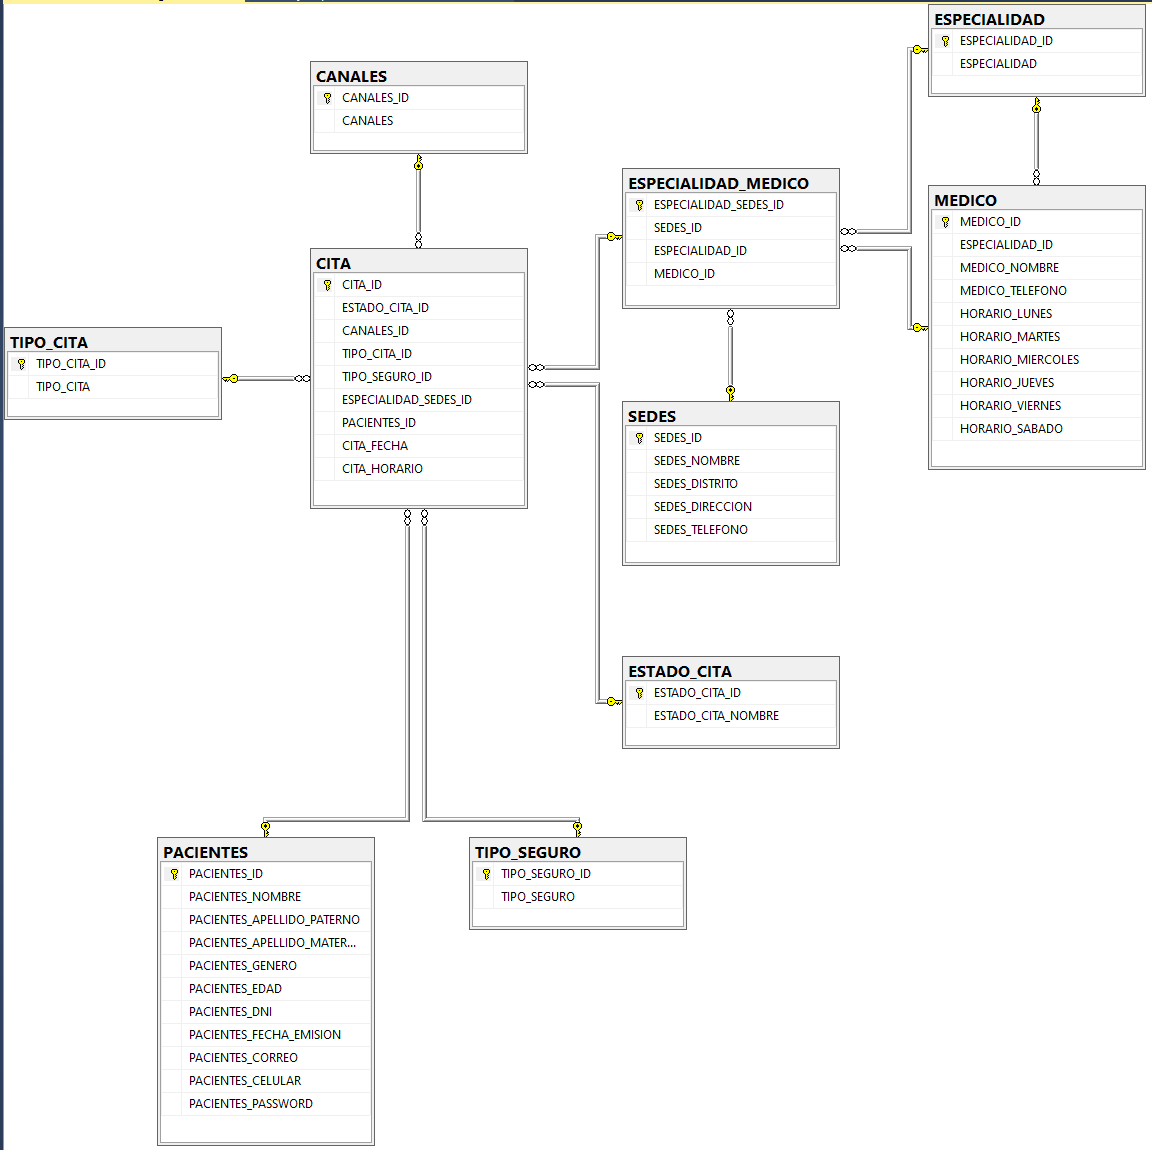 ESPECIALIDAD
ESPECIALIDAD_ID
ESPECIALIDAD
CANALES
CANALES_ID
CANALES
ESPECIALIDAD_MEDICO
ESPECIALIDAD_SEDES_ID
SEDES_ID
ESPECIALIDAD_ID
MEDICO_ID
MEDICO
MEDICO_ID
ESPECIALIDAD_ID
MEDICO_NOMBRE
MEDICO_TELEFONO
HORARIO_LUNES
HORARIO_MARTES
HORARIO_MIERCOLES
HORARIO_JUEVES
HORARIO_VIERNES
HORARIO_SABADO
CITA
CITA_ID
ESTADO_CITA_ID
CANALES_ID
TIPO_CITA_ID
TIPO_SEGURO_ID
ESPECIALIDAD_SEDES_ID
PACIENTES_ID
CITA_FECHA
CITA_HORARIO
TIPO_CITA
TIPO_CITA_ID
TIPO_CITA
SEDES
SEDES_ID
SEDES_NOMBRE
SEDES_DISTRITO
SEDES_DIRECCION
SEDES_TELEFONO
ESTADO_CITA
ESTADO_CITA_ID
ESTADO_CITA_NOMBRE
PACIENTES
PACIENTES_ID
PACIENTES_NOMBRE
PACIENTES_APELLIDO_PATERNO
PACIENTES_APELLIDO_MATER...
PACIENTES_GENERO
PACIENTES_EDAD
PACIENTES_DNI
PACIENTES_FECHA_EMISION
PACIENTES_CORREO
PACIENTES_CELULAR
PACIENTES_PASSWORD
TIPO_SEGURO
TIPO_SEGURO_ID
TIPO_SEGURO